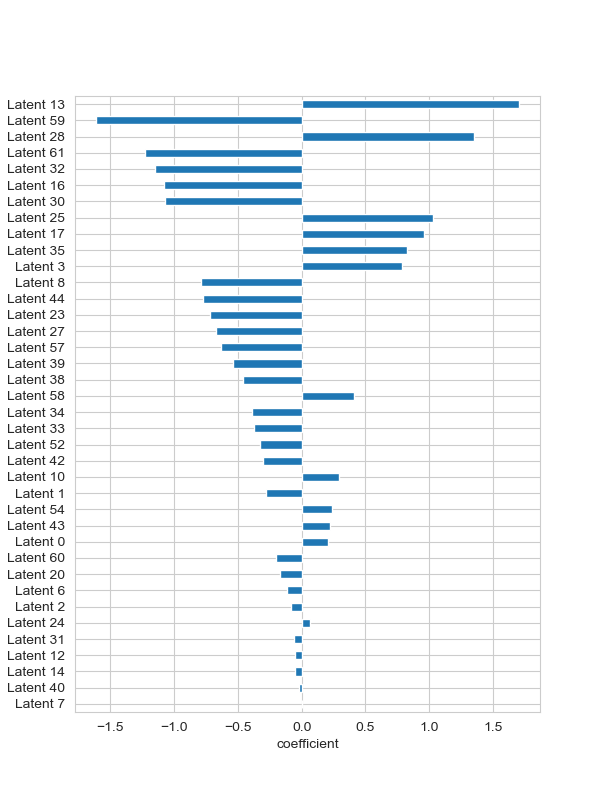 Latent 13
Latent 59
Latent 28
Latent 61
Latent 32
Latent 16
Latent 30
Latent 25
Latent 17
Latent 35
Latent 3
Latent 8
Latent 44
Latent 23
Latent 27
Latent 57
Latent 39
Latent 38
Latent 58
Latent 34
Latent 33
Latent 52
Latent 42
Latent 10
Latent 1
Latent 54
Latent 43
Latent 0
Latent 60
Latent 20
Latent 6
Latent 2
Latent 24
Latent 31
Latent 12
Latent 14
Latent 40
Latent 7
−1.5 −1.0 −0.5 0.0 0.5 1.0 1.5
coefficient